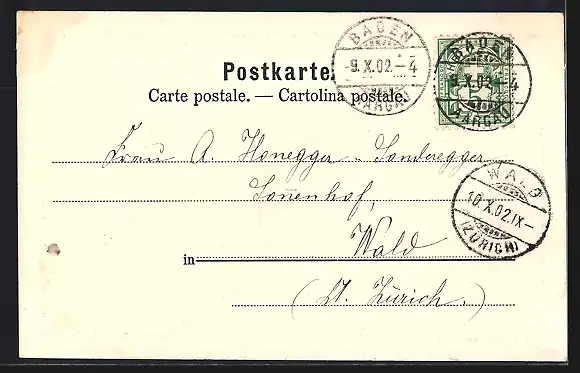 BADEN
-9.X.02.-4
AARGAU
BADEN
-9.X.02.-4
AARGAU
Postkarte.
Carte postale. — Cartolina postale.
Frau A. Honegger-Sonderegger
Sonnenhof,
in Wald
(Kt. Zürich.)
WALD
10.X.02.IX-
(ZÜRICH)